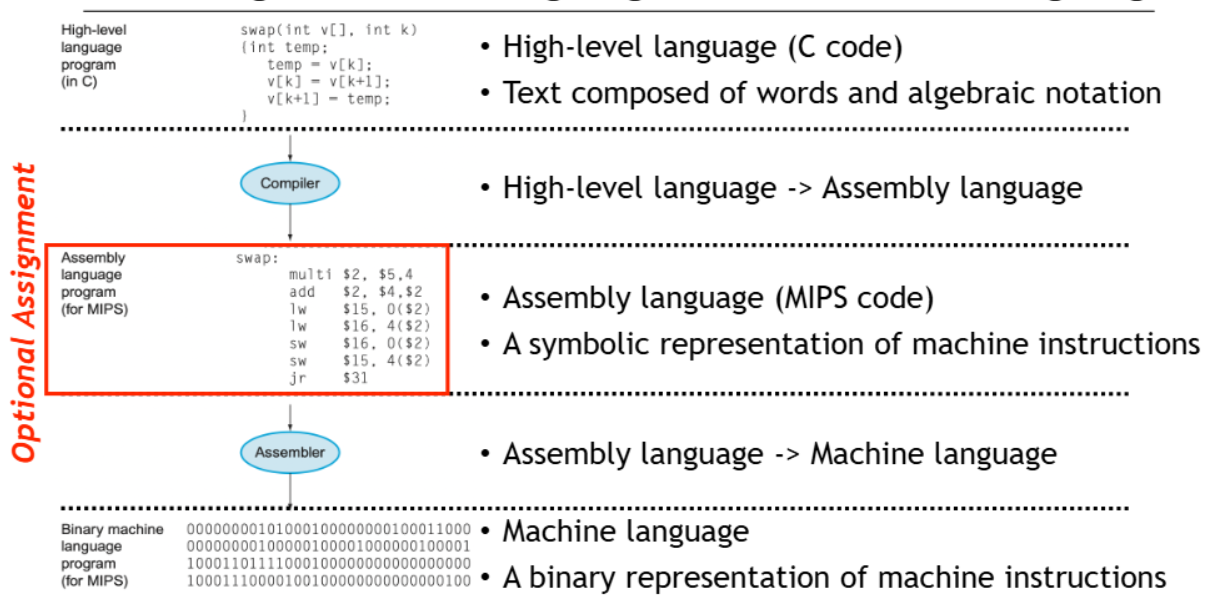 High-level
language
program
(in C)
swap(int v[], int k)
{int temp;
temp = v[k];
v[k] = v[k+1];
v[k+1] = temp;
}
• High-level language (C code)
• Text composed of words and algebraic notation
Optional Assignment
Compiler
• High-level language -> Assembly language
Assembly
language
program
(for MIPS)
swap:
multi $2, $5,4
add $2, $4,$2
lw $15, 0($2)
lw $16, 4($2)
sw $16, 0($2)
sw $15, 4($2)
jr $31
• Assembly language (MIPS code)
• A symbolic representation of machine instructions
Assembler
• Assembly language -> Machine language
Binary machine
language
program
(for MIPS)
00000000101000100000000100011000
00000000100000100001000000100001
10001101111000100000000000000000
10001110000100100000000000000100
• Machine language
• A binary representation of machine instructions